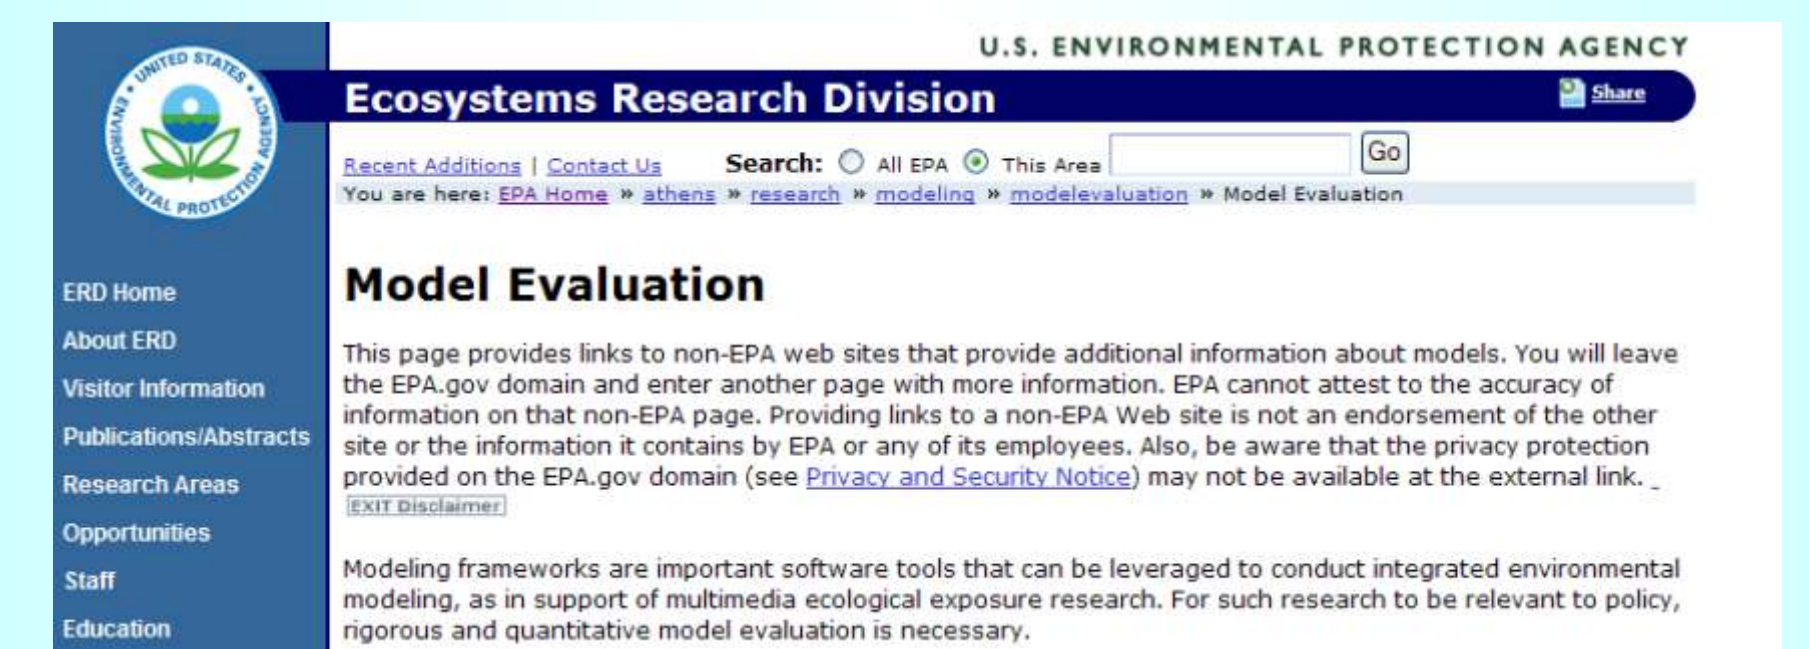 U.S. ENVIRONMENTAL PROTECTION AGENCY
UNITED STATES
ENVIRONMENTAL PROTECTION AGENCY
Ecosystems Research Division
Share
Recent Additions | Contact Us Search: All EPA This Area Go
You are here: EPA Home » athens » research » modeling » modelevaluation » Model Evaluation
ERD Home
About ERD
Visitor Information
Publications/Abstracts
Research Areas
Opportunities
Staff
Education
Model Evaluation
This page provides links to non-EPA web sites that provide additional information about models. You will leave
the EPA.gov domain and enter another page with more information. EPA cannot attest to the accuracy of
information on that non-EPA page. Providing links to a non-EPA Web site is not an endorsement of the other
site or the information it contains by EPA or any of its employees. Also, be aware that the privacy protection
provided on the EPA.gov domain (see Privacy and Security Notice) may not be available at the external link.
EXIT Disclaimer
Modeling frameworks are important software tools that can be leveraged to conduct integrated environmental
modeling, as in support of multimedia ecological exposure research. For such research to be relevant to policy,
rigorous and quantitative model evaluation is necessary.